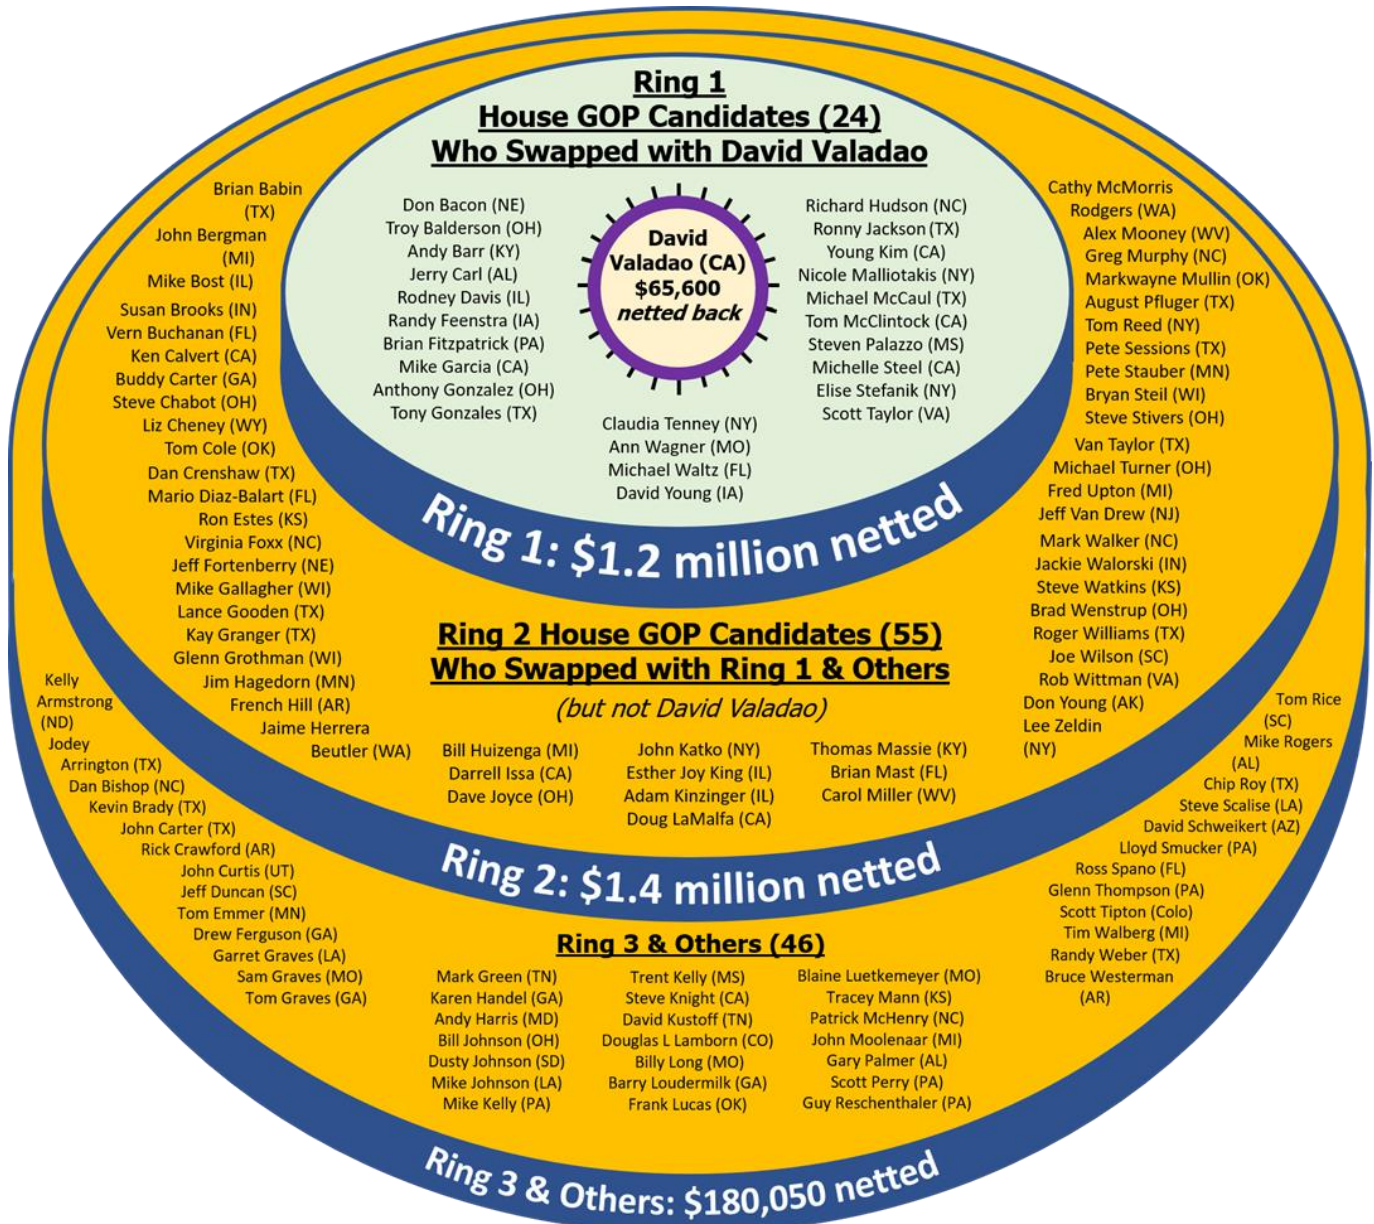 Ring 1
House GOP Candidates (24)
Who Swapped with David Valadao
Don Bacon (NE)
Troy Balderson (OH)
Andy Barr (KY)
Jerry Carl (AL)
Rodney Davis (IL)
Randy Feenstra (IA)
Brian Fitzpatrick (PA)
Mike Garcia (CA)
Anthony Gonzalez (OH)
Tony Gonzales (TX)
David
Valadao (CA)
$65,600
netted back
Richard Hudson (NC)
Ronny Jackson (TX)
Young Kim (CA)
Nicole Malliotakis (NY)
Michael McCaul (TX)
Tom McClintock (CA)
Steven Palazzo (MS)
Michelle Steel (CA)
Elise Stefanik (NY)
Scott Taylor (VA)
Claudia Tenney (NY)
Ann Wagner (MO)
Michael Waltz (FL)
David Young (IA)
Ring 1: $1.2 million netted
Brian Babin
(TX)
John Bergman
(MI)
Mike Bost (IL)
Susan Brooks (IN)
Vern Buchanan (FL)
Ken Calvert (CA)
Buddy Carter (GA)
Steve Chabot (OH)
Liz Cheney (WY)
Tom Cole (OK)
Dan Crenshaw (TX)
Mario Diaz-Balart (FL)
Ron Estes (KS)
Virginia Foxx (NC)
Jeff Fortenberry (NE)
Mike Gallagher (WI)
Lance Gooden (TX)
Kay Granger (TX)
Glenn Grothman (WI)
Jim Hagedorn (MN)
French Hill (AR)
Jaime Herrera
Beutler (WA)
Ring 2 House GOP Candidates (55)
Who Swapped with Ring 1 & Others
(but not David Valadao)
Bill Huizenga (MI)
Darrell Issa (CA)
Dave Joyce (OH)
John Katko (NY)
Esther Joy King (IL)
Adam Kinzinger (IL)
Doug LaMalfa (CA)
Thomas Massie (KY)
Brian Mast (FL)
Carol Miller (WV)
Cathy McMorris
Rodgers (WA)
Alex Mooney (WV)
Greg Murphy (NC)
Markwayne Mullin (OK)
August Pfluger (TX)
Tom Reed (NY)
Pete Sessions (TX)
Pete Stauber (MN)
Bryan Steil (WI)
Steve Stivers (OH)
Van Taylor (TX)
Michael Turner (OH)
Fred Upton (MI)
Jeff Van Drew (NJ)
Mark Walker (NC)
Jackie Walorski (IN)
Steve Watkins (KS)
Brad Wenstrup (OH)
Roger Williams (TX)
Joe Wilson (SC)
Rob Wittman (VA)
Don Young (AK)
Lee Zeldin
(NY)
Ring 2: $1.4 million netted
Kelly
Armstrong
(ND)
Jodey
Arrington (TX)
Dan Bishop (NC)
Kevin Brady (TX)
John Carter (TX)
Rick Crawford (AR)
John Curtis (UT)
Jeff Duncan (SC)
Tom Emmer (MN)
Drew Ferguson (GA)
Garret Graves (LA)
Sam Graves (MO)
Tom Graves (GA)
Ring 3 & Others (46)
Mark Green (TN)
Karen Handel (GA)
Andy Harris (MD)
Bill Johnson (OH)
Dusty Johnson (SD)
Mike Johnson (LA)
Mike Kelly (PA)
Trent Kelly (MS)
Steve Knight (CA)
David Kustoff (TN)
Douglas L Lamborn (CO)
Billy Long (MO)
Barry Loudermilk (GA)
Frank Lucas (OK)
Blaine Luetkemeyer (MO)
Tracey Mann (KS)
Patrick McHenry (NC)
John Moolenaar (MI)
Gary Palmer (AL)
Scott Perry (PA)
Guy Reschenthaler (PA)
Tom Rice
(SC)
Mike Rogers
(AL)
Chip Roy (TX)
Steve Scalise (LA)
David Schweikert (AZ)
Lloyd Smucker (PA)
Ross Spano (FL)
Glenn Thompson (PA)
Scott Tipton (Colo)
Tim Walberg (MI)
Randy Weber (TX)
Bruce Westerman
(AR)
Ring 3 & Others: $180,050 netted